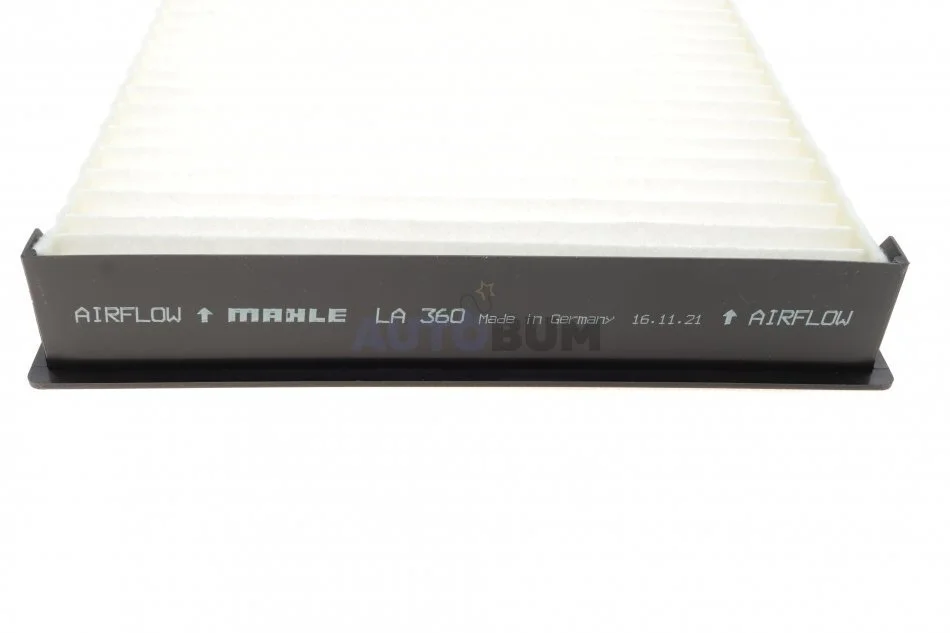 AIRFLOW ↑ MAHLE LA 360 Made in Germany 16.11.21 ↑ AIRFLOW
AUTOBUM